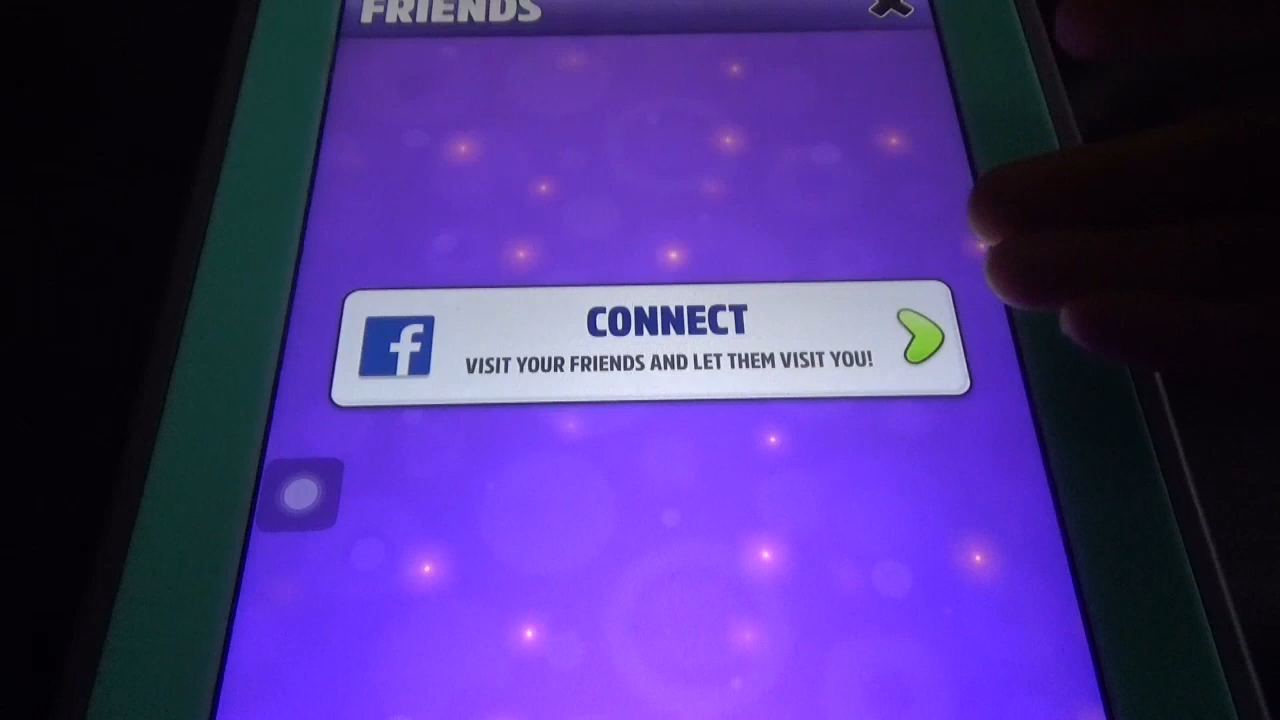 FRIENDS
f
CONNECT
VISIT YOUR FRIENDS AND LET THEM VISIT YOU!